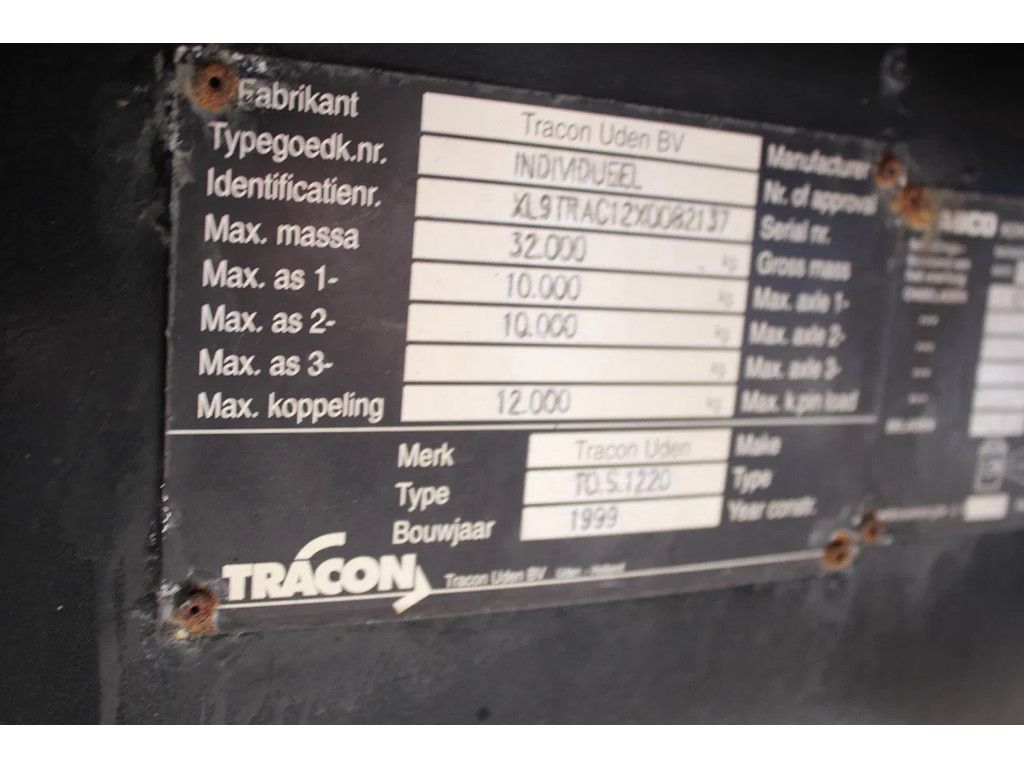 Fabrikant Tracon Uden BV Manufacturer
Typegoedk.nr. INDIVIDUEEL Nr. of approval
Identificatienr. XL9TRAC12X0082137 Serial nr.
Max. massa 32.000 kg Gross mass
Max. as 1- 10.000 kg Max. axle 1-
Max. as 2- 10.000 kg Max. axle 2-
Max. as 3- kg Max. axle 3-
Max. koppeling 12.000 kg Max. k.pin load
Merk Tracon Uden Make
Type TO.S.1220 Type
Bouwjaar 1999 Year constr.
TRACON Tracon Uden BV